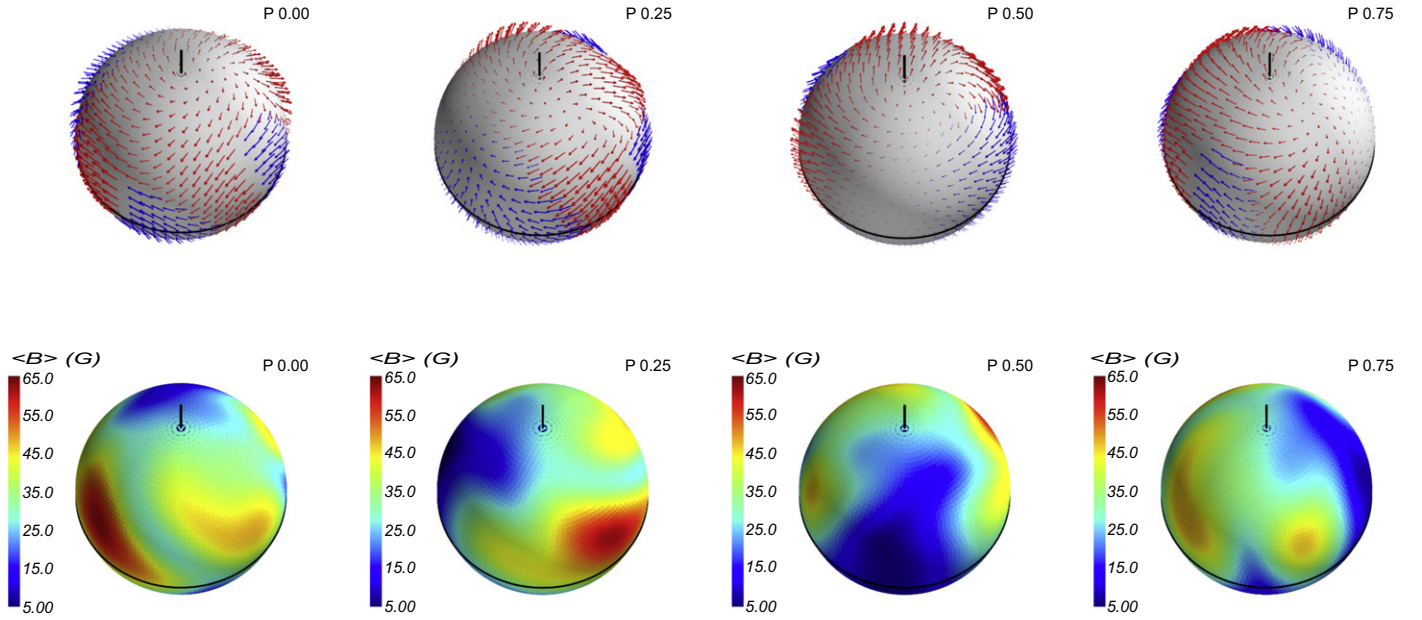 P 0.00 P 0.25 P 0.50 P 0.75
<B> (G) P 0.00 <B> (G) P 0.25 <B> (G) P 0.50 <B> (G) P 0.75
65.0 65.0 65.0 65.0
55.0 55.0 55.0 55.0
45.0 45.0 45.0 45.0
35.0 35.0 35.0 35.0
25.0 25.0 25.0 25.0
15.0 15.0 15.0 15.0
5.00 5.00 5.00 5.00